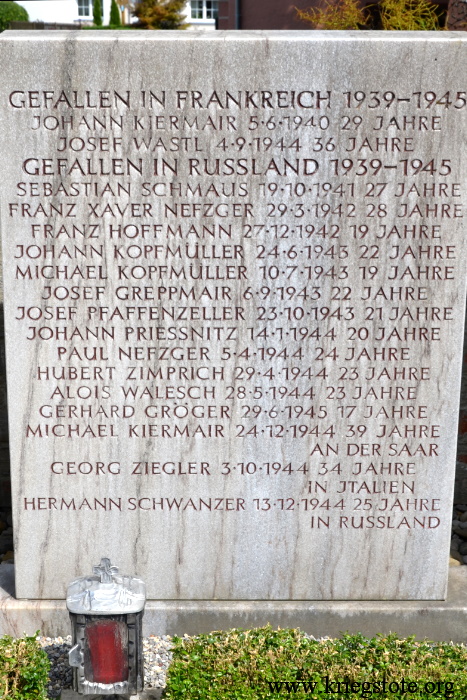 GEFALLEN IN FRANKREICH 1939-1945
JOHANN KIERMAIR 5·6·1940 29 JAHRE
JOSEF WASTL 4·9·1944 36 JAHRE
GEFALLEN IN RUSSLAND 1939-1945
SEBASTIAN SCHMAUS 19·10·1941 27 JAHRE
FRANZ XAVER NEFZGER 29·3·1942 28 JAHRE
FRANZ HOFFMANN 27·12·1942 19 JAHRE
JOHANN KOPFMÜLLER 24·6·1943 22 JAHRE
MICHAEL KOPFMÜLLER 10·7·1943 19 JAHRE
JOSEF GREPPMAIR 6·9·1943 22 JAHRE
JOSEF PFAFFENZELLER 23·10·1943 21 JAHRE
JOHANN PRIESSNITZ 14·1·1944 20 JAHRE
PAUL NEFZGER 5·4·1944 24 JAHRE
HUBERT ZIMPRICH 29·4·1944 23 JAHRE
ALOIS WALESCH 28·5·1944 23 JAHRE
GERHARD GRÖGER 29·6·1945 17 JAHRE
MICHAEL KIERMAIR 24·12·1944 39 JAHRE
AN DER SAAR
GEORG ZIEGLER 3·10·1944 34 JAHRE
IN JTALIEN
HERMANN SCHWANZER 13·12·1944 25 JAHRE
IN RUSSLAND
www.kriegstote.org